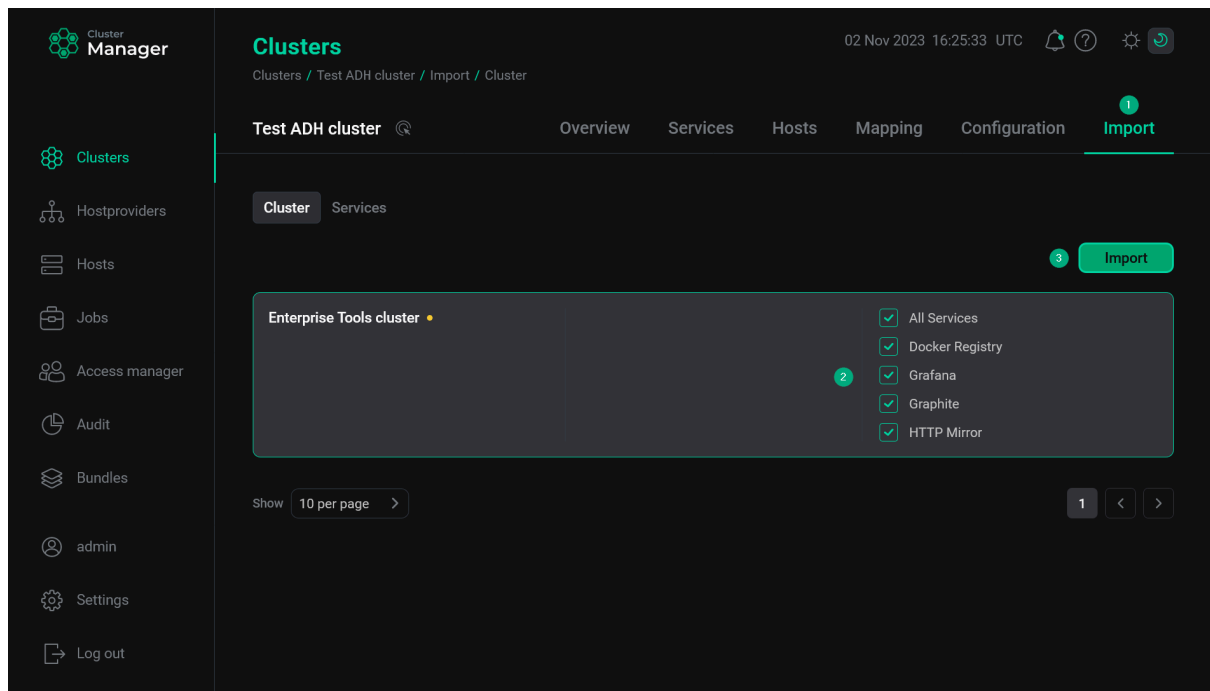 Cluster
Manager
Clusters
02 Nov 2023 16:25:33 UTC
Clusters / Test ADH cluster / Import / Cluster
1
Test ADH cluster
Overview
Services
Hosts
Mapping
Configuration
Import
Clusters
Hostproviders
Hosts
Jobs
Access manager
Audit
Bundles
admin
Settings
Log out
Cluster
Services
3
Import
Enterprise Tools cluster
2
All Services
Docker Registry
Grafana
Graphite
HTTP Mirror
Show
10 per page
1